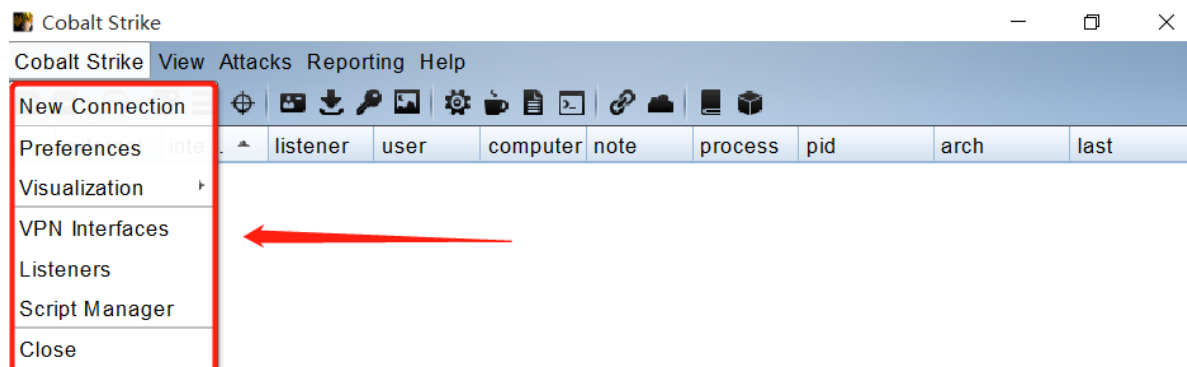 Cobalt Strike
Cobalt Strike View Attacks Reporting Help
New Connection
Preferences
listener user computer note process pid arch last
Visualization
VPN Interfaces
Listeners
Script Manager
Close